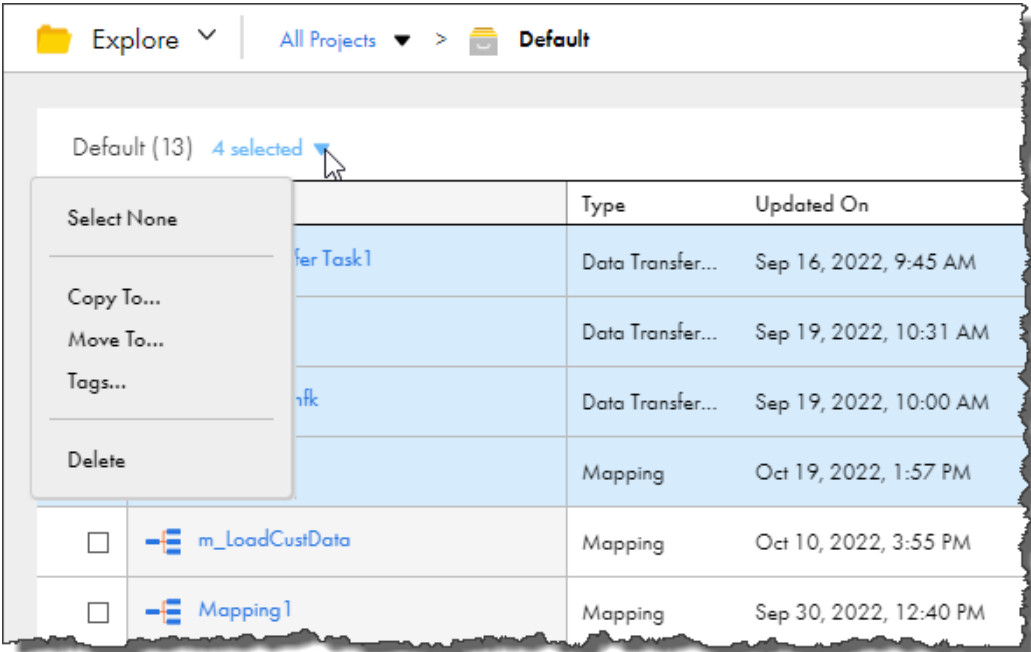 Explore All Projects > Default
Default (13) 4 selected
Select None
Copy To...
Move To...
Tags...
Delete
Type Updated On
Task1 Data Transfer... Sep 16, 2022, 9:45 AM
Data Transfer... Sep 19, 2022, 10:31 AM
Data Transfer... Sep 19, 2022, 10:00 AM
Mapping Oct 19, 2022, 1:57 PM
m_LoadCustData Mapping Oct 10, 2022, 3:55 PM
Mapping1 Mapping Sep 30, 2022, 12:40 PM